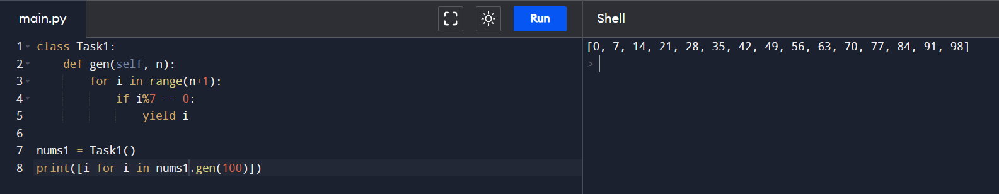 main.py
Run
Shell
1 class Task1:
2     def gen(self, n):
3         for i in range(n+1):
4             if i%7 == 0:
5                 yield i
6
7 nums1 = Task1()
8 print([i for i in nums1.gen(100)])
[0, 7, 14, 21, 28, 35, 42, 49, 56, 63, 70, 77, 84, 91, 98]
>